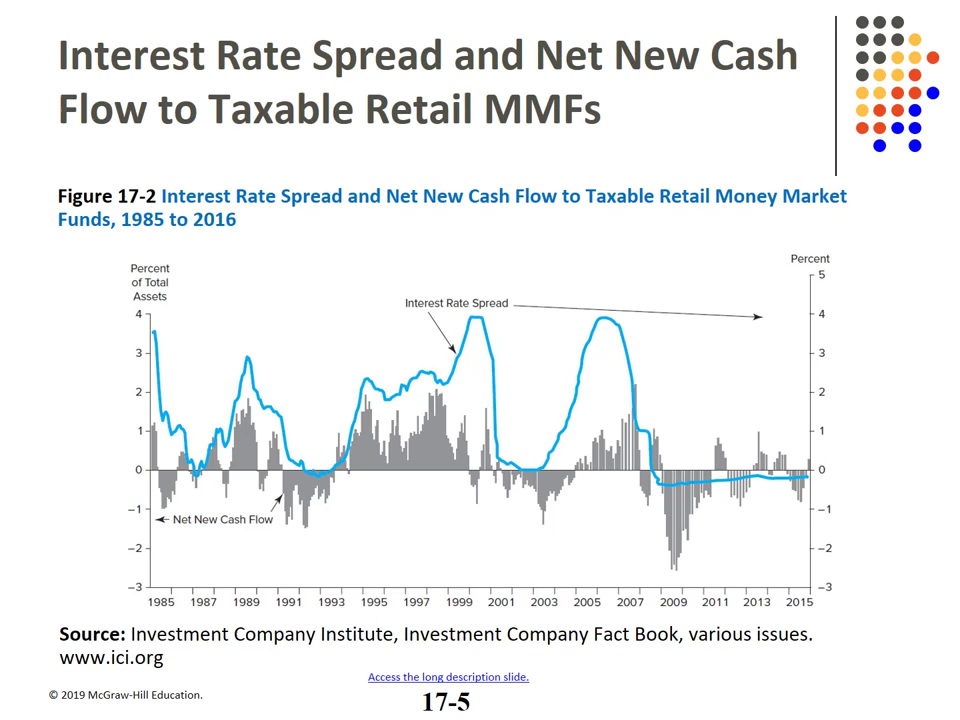 Interest Rate Spread and Net New Cash
Flow to Taxable Retail MMFs
Figure 17-2 Interest Rate Spread and Net New Cash Flow to Taxable Retail Money Market
Funds, 1985 to 2016
Percent
of Total
Assets
Percent
5
4
3
2
1
0
−1
−2
−3
4
3
2
1
0
−1
−2
−3
Interest Rate Spread
Net New Cash Flow
1985 1987 1989 1991 1993 1995 1997 1999 2001 2003 2005 2007 2009 2011 2013 2015
Source: Investment Company Institute, Investment Company Fact Book, various issues.
www.ici.org
Access the long description slide.
© 2019 McGraw-Hill Education.
17-5